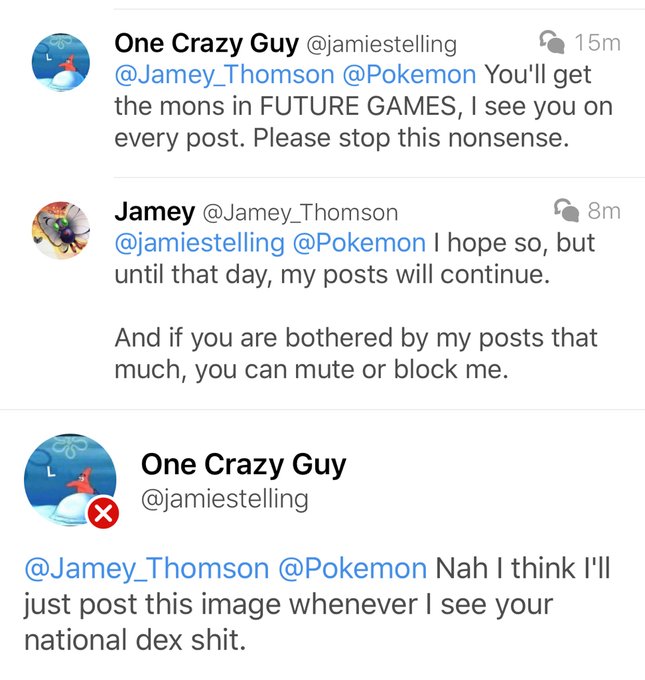 One Crazy Guy @jamiestelling 15m
@Jamey_Thomson @Pokemon You'll get
the mons in FUTURE GAMES, I see you on
every post. Please stop this nonsense.
Jamey @Jamey_Thomson 8m
@jamiestelling @Pokemon I hope so, but
until that day, my posts will continue.
And if you are bothered by my posts that
much, you can mute or block me.
L
One Crazy Guy
@jamiestelling
@Jamey_Thomson @Pokemon Nah I think I'll
just post this image whenever I see your
national dex shit.